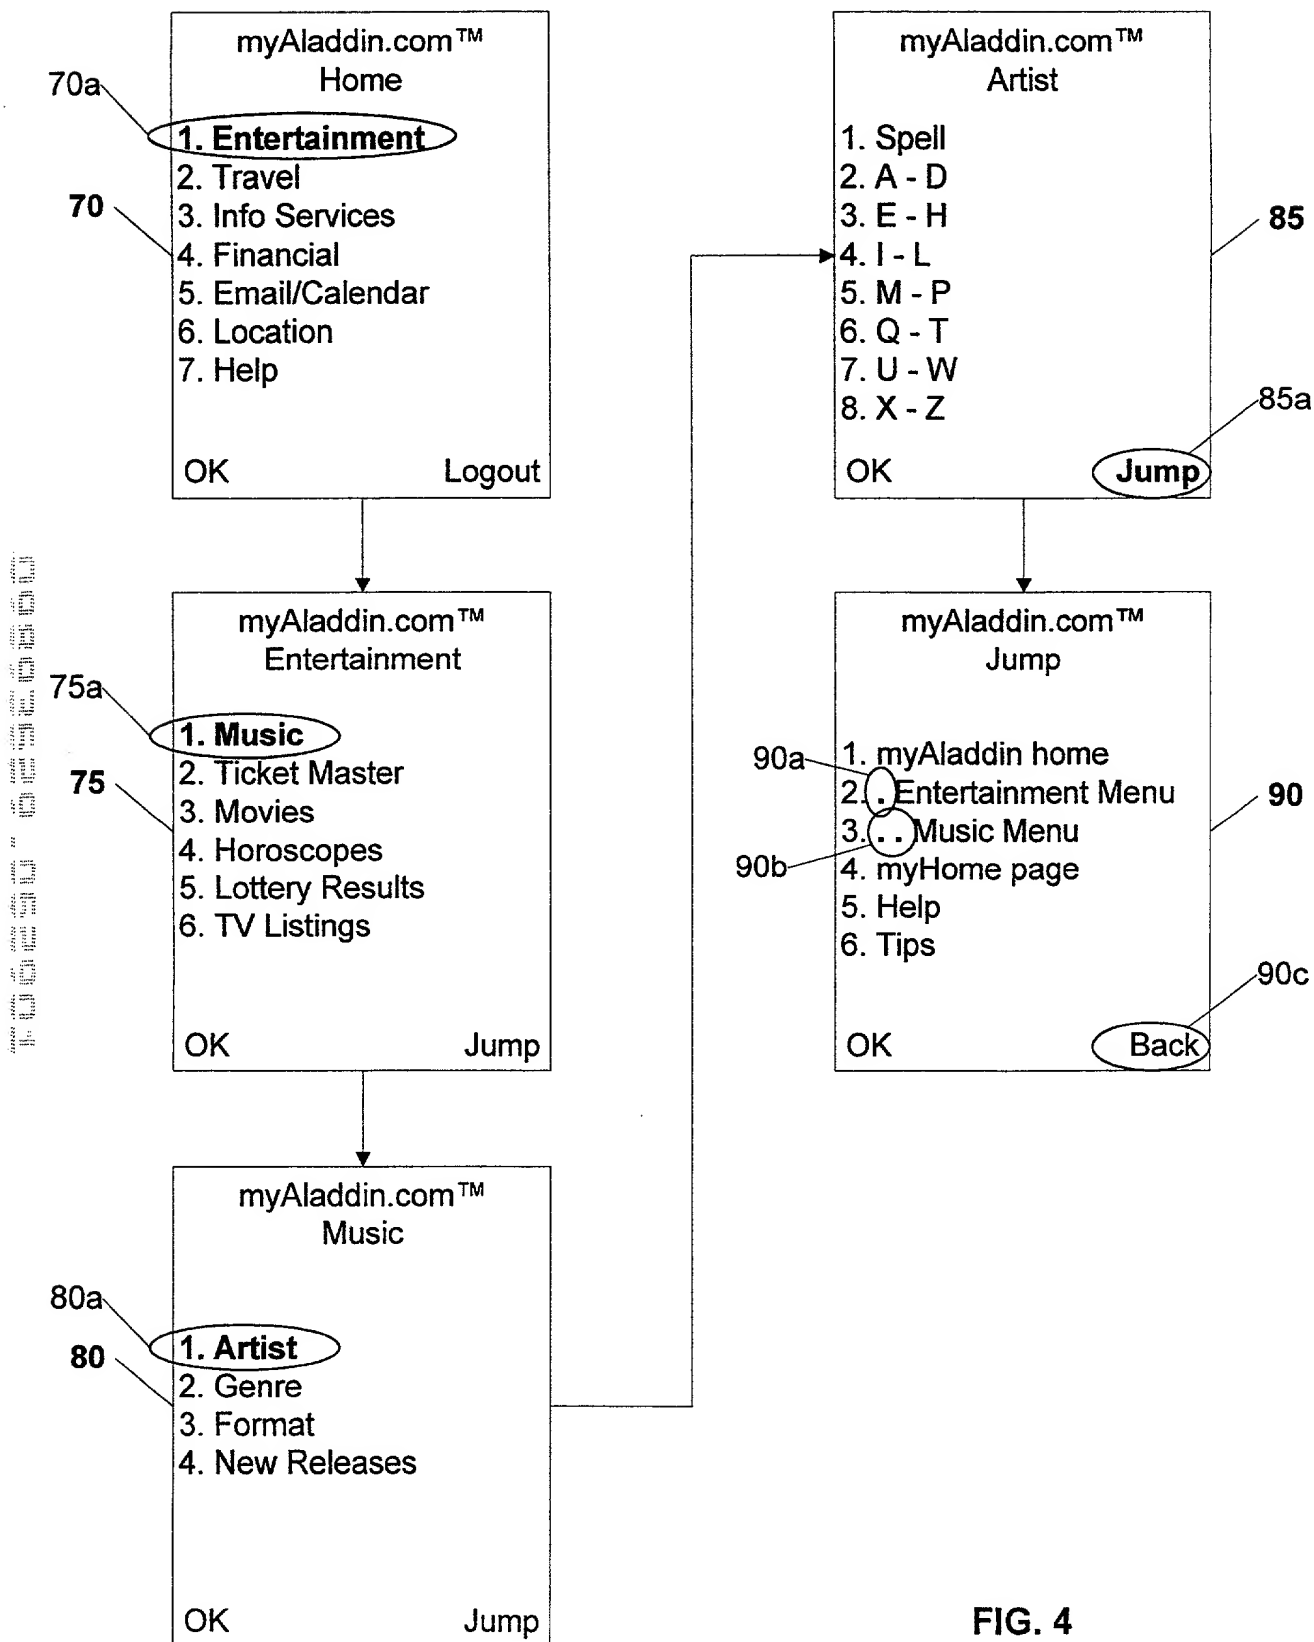 myAladdin.com™
Home
70a
1. Entertainment
2. Travel
70
3. Info Services
4. Financial
5. Email/Calendar
6. Location
7. Help
OK Logout
myAladdin.com™
Entertainment
75a
1. Music
2. Ticket Master
75
3. Movies
4. Horoscopes
5. Lottery Results
6. TV Listings
OK Jump
myAladdin.com™
Music
80a
1. Artist
80
2. Genre
3. Format
4. New Releases
OK Jump
myAladdin.com™
Artist
1. Spell
2. A - D
3. E - H
85
4. I - L
5. M - P
6. Q - T
7. U - W
8. X - Z
85a
OK Jump
myAladdin.com™
Jump
1. myAladdin home
90a
2. . Entertainment Menu
90
3. . . Music Menu
90b
4. myHome page
5. Help
6. Tips
90c
OK Back
FIG. 4